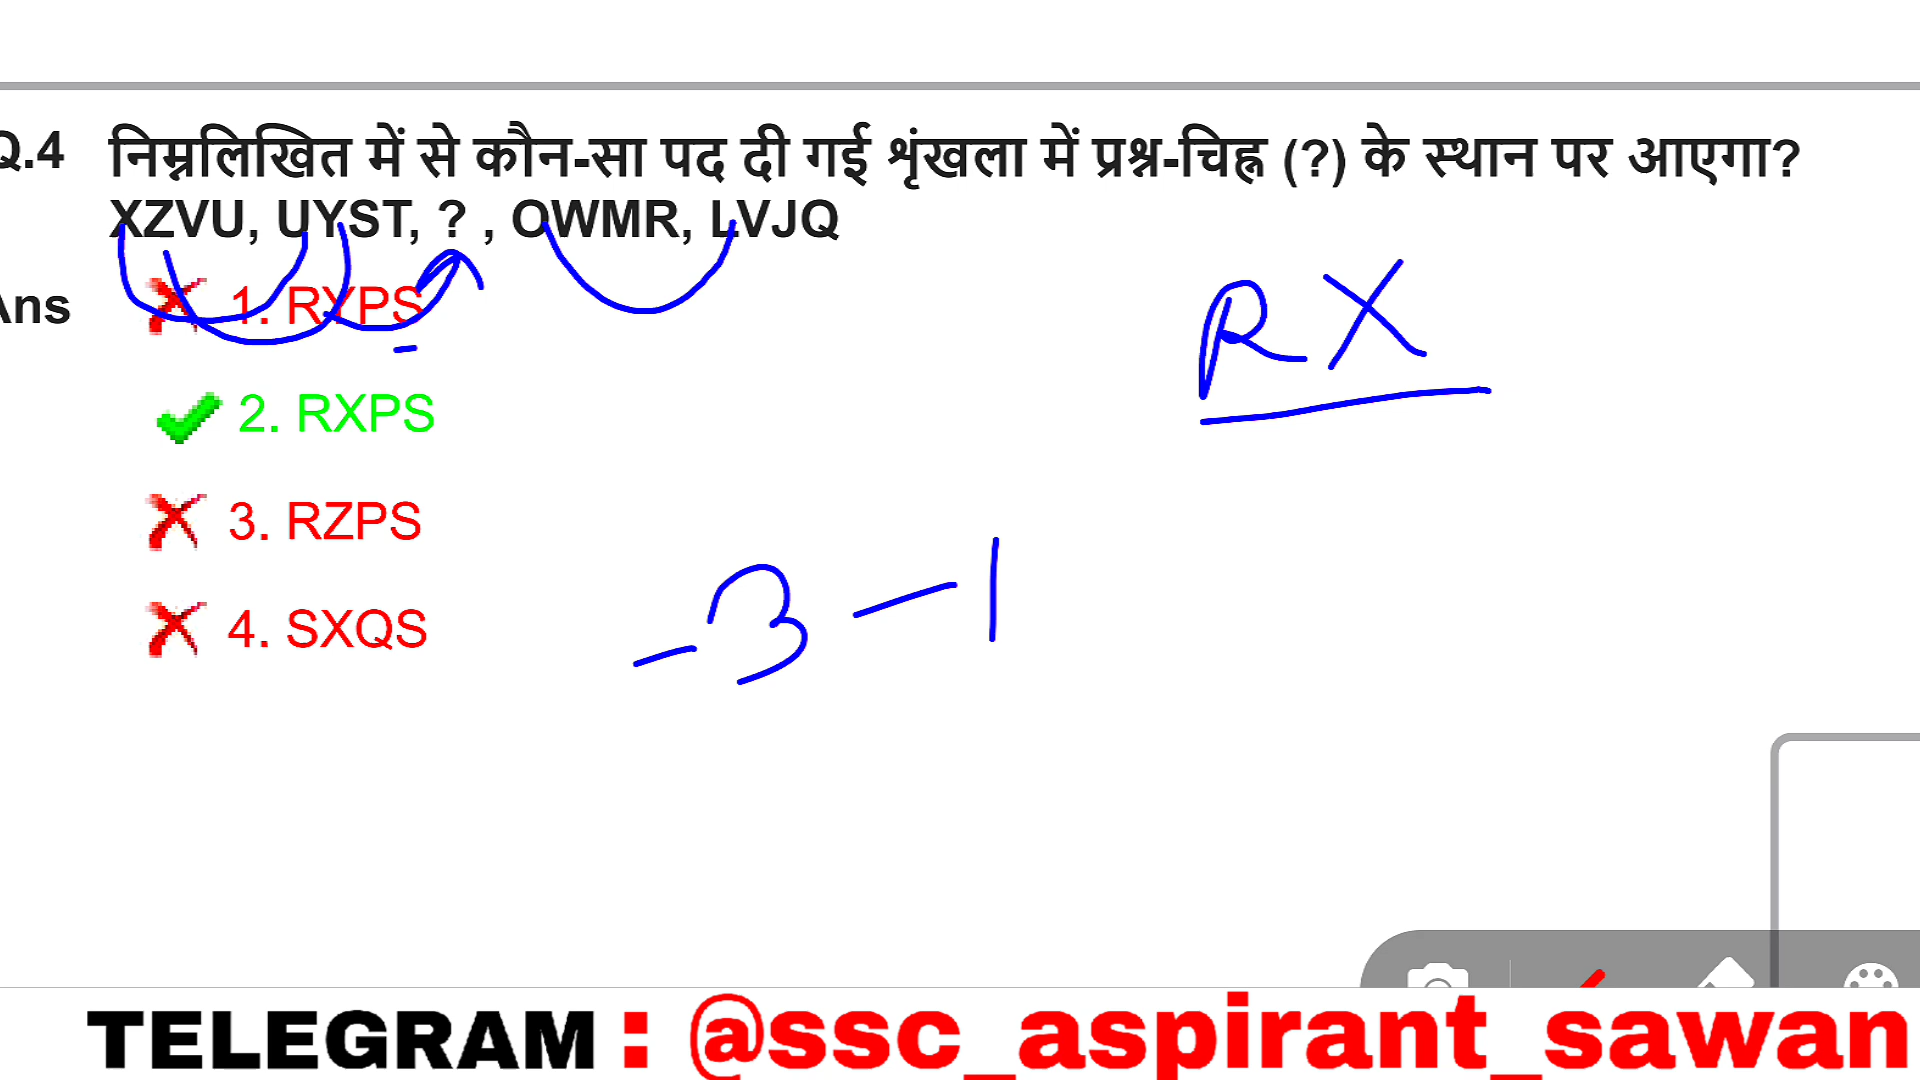 Q.4 निम्नलिखित में से कौन-सा पद दी गई शृंखला में प्रश्न-चिह्न (?) के स्थान पर आएगा?
XZVU, UYST, ? , OWMR, LVJQ
Ans 1. RYPS
2. RXPS
3. RZPS
4. SXQS
RX
-3 -1
TELEGRAM : @ssc_aspirant_sawan